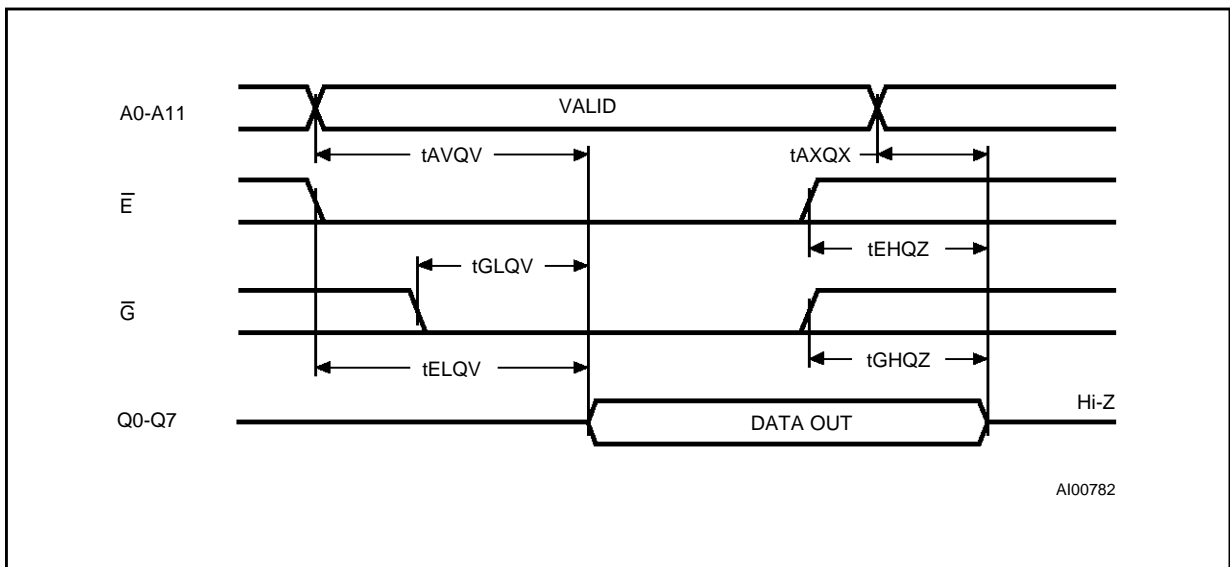 A0-A11
VALID
tAVQV
tAXQX
E̅
tEHQZ
tGLQV
G̅
tGHQZ
tELQV
Hi-Z
Q0-Q7
DATA OUT
AI00782